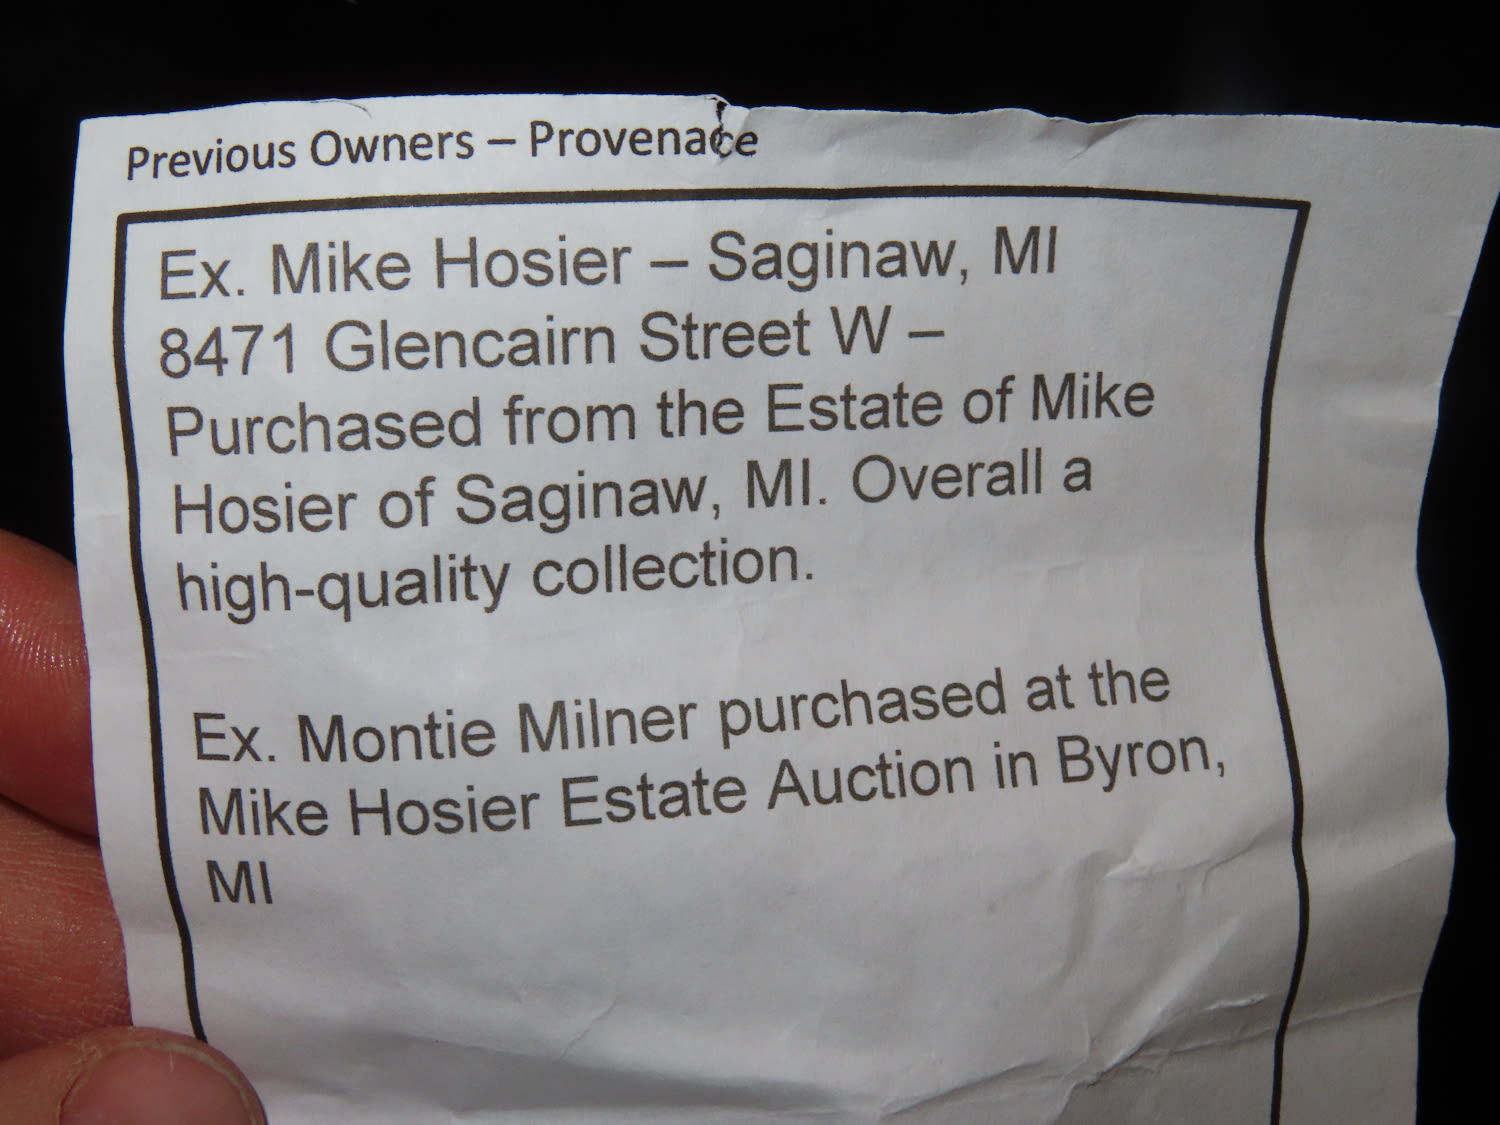 Previous Owners – Provenace
Ex. Mike Hosier – Saginaw, MI
8471 Glencairn Street W –
Purchased from the Estate of Mike
Hosier of Saginaw, MI. Overall a
high-quality collection.
Ex. Montie Milner purchased at the
Mike Hosier Estate Auction in Byron,
MI